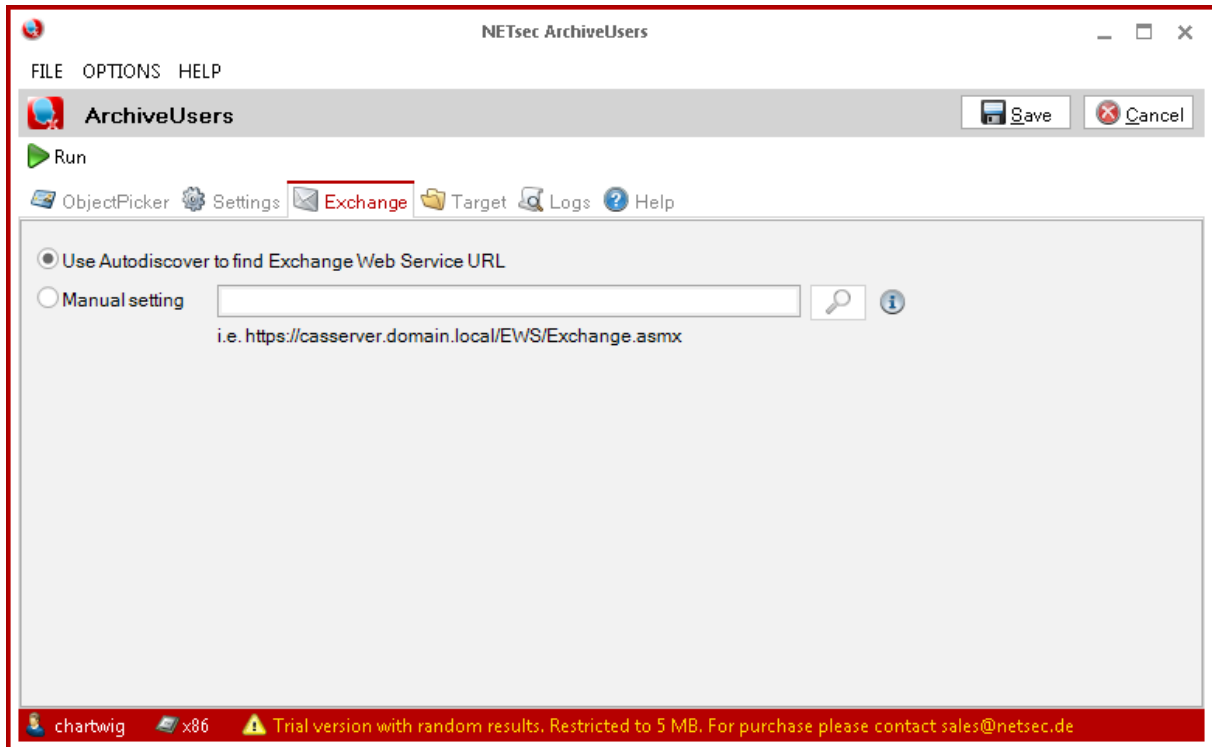 NETsec ArchiveUsers
FILE OPTIONS HELP
ArchiveUsers Save Cancel
Run
ObjectPicker Settings Exchange Target Logs Help
Use Autodiscover to find Exchange Web Service URL
Manual setting
i.e. https://casserver.domain.local/EWS/Exchange.asmx
chartwig x86 Trial version with random results. Restricted to 5 MB. For purchase please contact sales@netsec.de